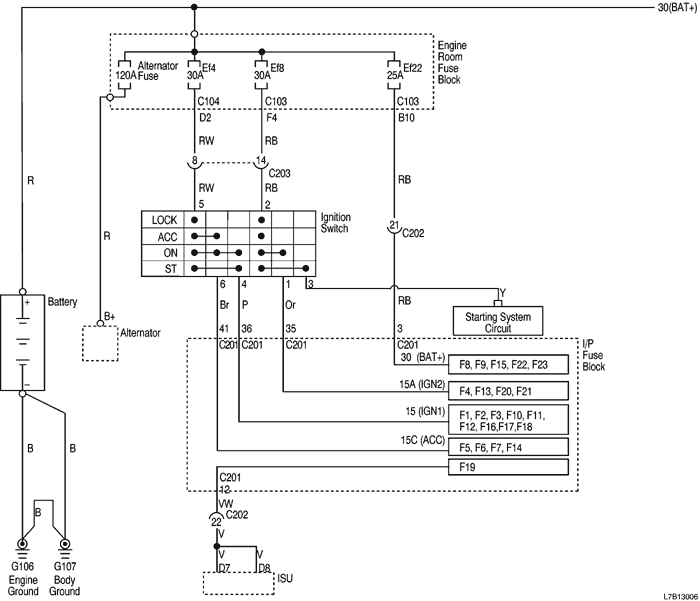 30(BAT+)
Engine
Room
Fuse
Block
Alternator
Fuse
120A
Ef4
30A
Ef8
30A
Ef22
25A
C104
C103
C103
D2
F4
B10
RW
RB
8
14
C203
RW
RB
RB
R
5
2
Ignition
Switch
LOCK
ACC
ON
ST
21
C202
R
6
4
1
3
Br
P
Or
RB
Y
Starting System
Circuit
Battery
+
–
B+
Alternator
41
36
35
3
C201
C201
C201
C201
I/P
Fuse
Block
30 (BAT+)
F8, F9, F15, F22, F23
15A (IGN2)
F4, F13, F20, F21
15 (IGN1)
F1, F2, F3, F10, F11,
F12, F16,F17,F18
15C (ACC)
F5, F6, F7, F14
F19
B
B
C201
12
VW
C202
22
V
V
V
D7
D8
ISU
B
G106
Engine
Ground
G107
Body
Ground
L7B13006